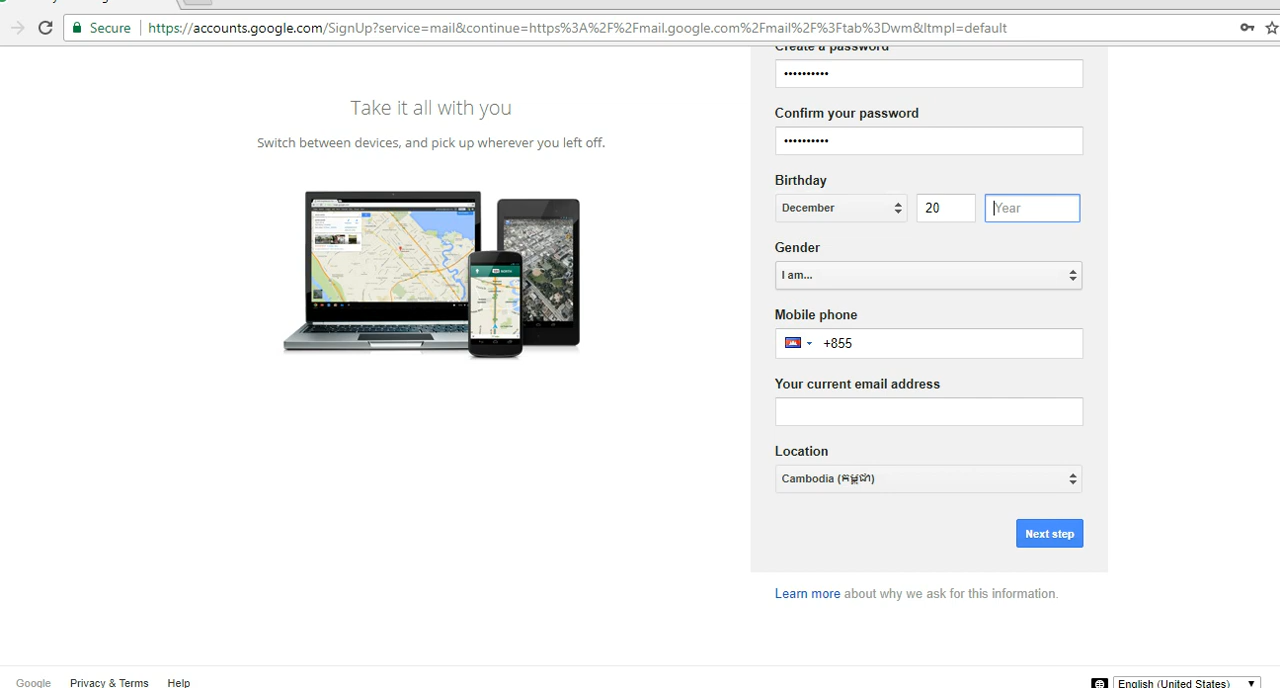 Secure https://accounts.google.com/SignUp?service=mail&continue=https%3A%2F%2Fmail.google.com%2Fmail%2F%3Ftab%3Dwm&ltmpl=default
Create a password
••••••••••
Take it all with you
Switch between devices, and pick up wherever you left off.
Confirm your password
••••••••••
Birthday
December 20 Year
Gender
I am...
Mobile phone
+855
Your current email address
Location
Cambodia (កម្ពុជា)
Next step
Learn more about why we ask for this information.
Google Privacy & Terms Help English (United States)